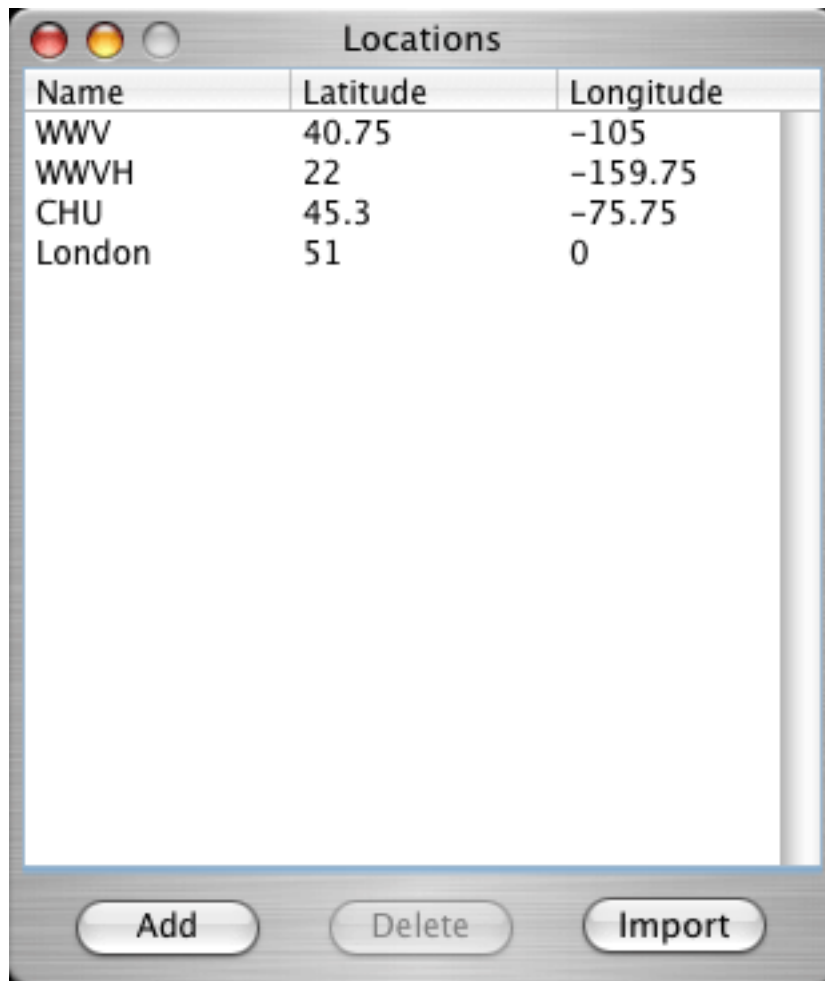 Locations
Name Latitude Longitude
WWV 40.75 -105
WWVH 22 -159.75
CHU 45.3 -75.75
London 51 0
Add Delete Import